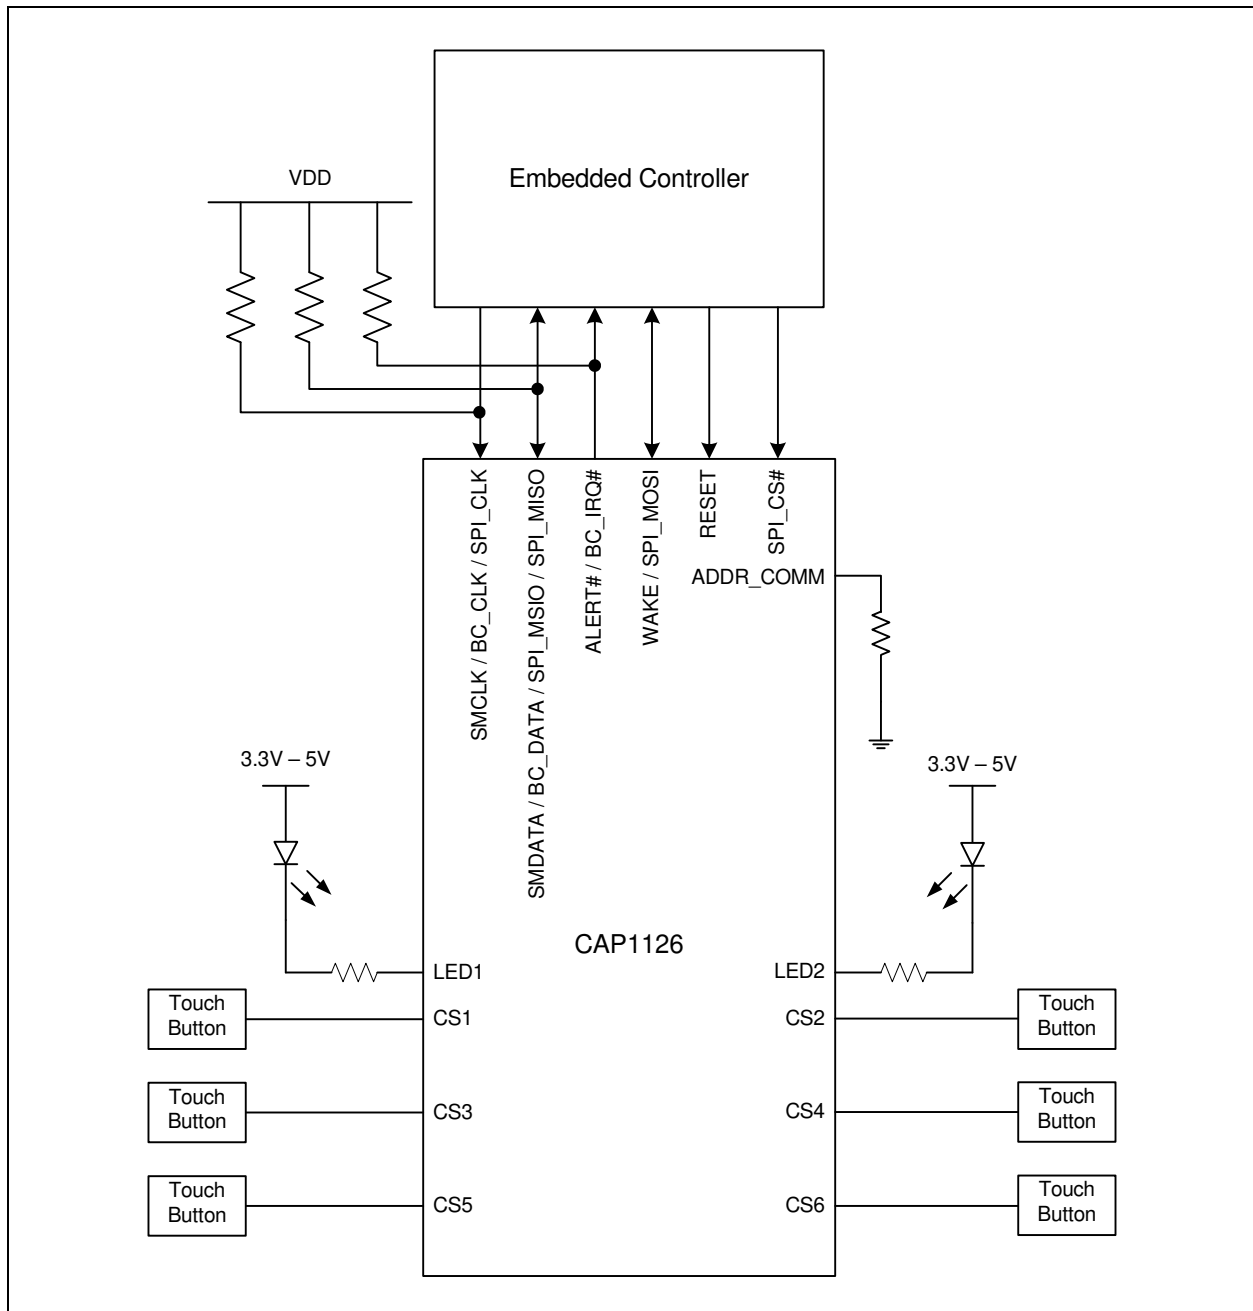 Embedded Controller
VDD
SMCLK / BC_CLK / SPI_CLK
SMDATA / BC_DATA / SPI_MSIO / SPI_MISO
ALERT# / BC_IRQ#
WAKE / SPI_MOSI
RESET
SPI_CS#
ADDR_COMM
3.3V – 5V
3.3V – 5V
CAP1126
LED1
LED2
Touch
Button
CS1
CS2
Touch
Button
Touch
Button
CS3
CS4
Touch
Button
Touch
Button
CS5
CS6
Touch
Button